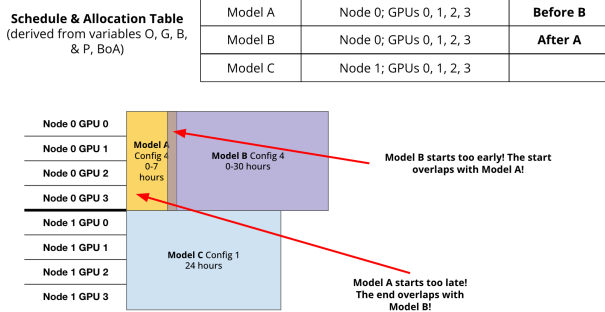 Schedule & Allocation Table
(derived from variables O, G, B,
& P, BoA)
Model A Node 0; GPUs 0, 1, 2, 3 Before B
Model B Node 0; GPUs 0, 1, 2, 3 After A
Model C Node 1; GPUs 0, 1, 2, 3
Node 0 GPU 0
Node 0 GPU 1
Node 0 GPU 2
Node 0 GPU 3
Node 1 GPU 0
Node 1 GPU 1
Node 1 GPU 2
Node 1 GPU 3
Model A
Config 4
0-7
hours
Model B Config 4
0-30 hours
Model C Config 1
24 hours
Model B starts too early! The start
overlaps with Model A!
Model A starts too late!
The end overlaps with
Model B!